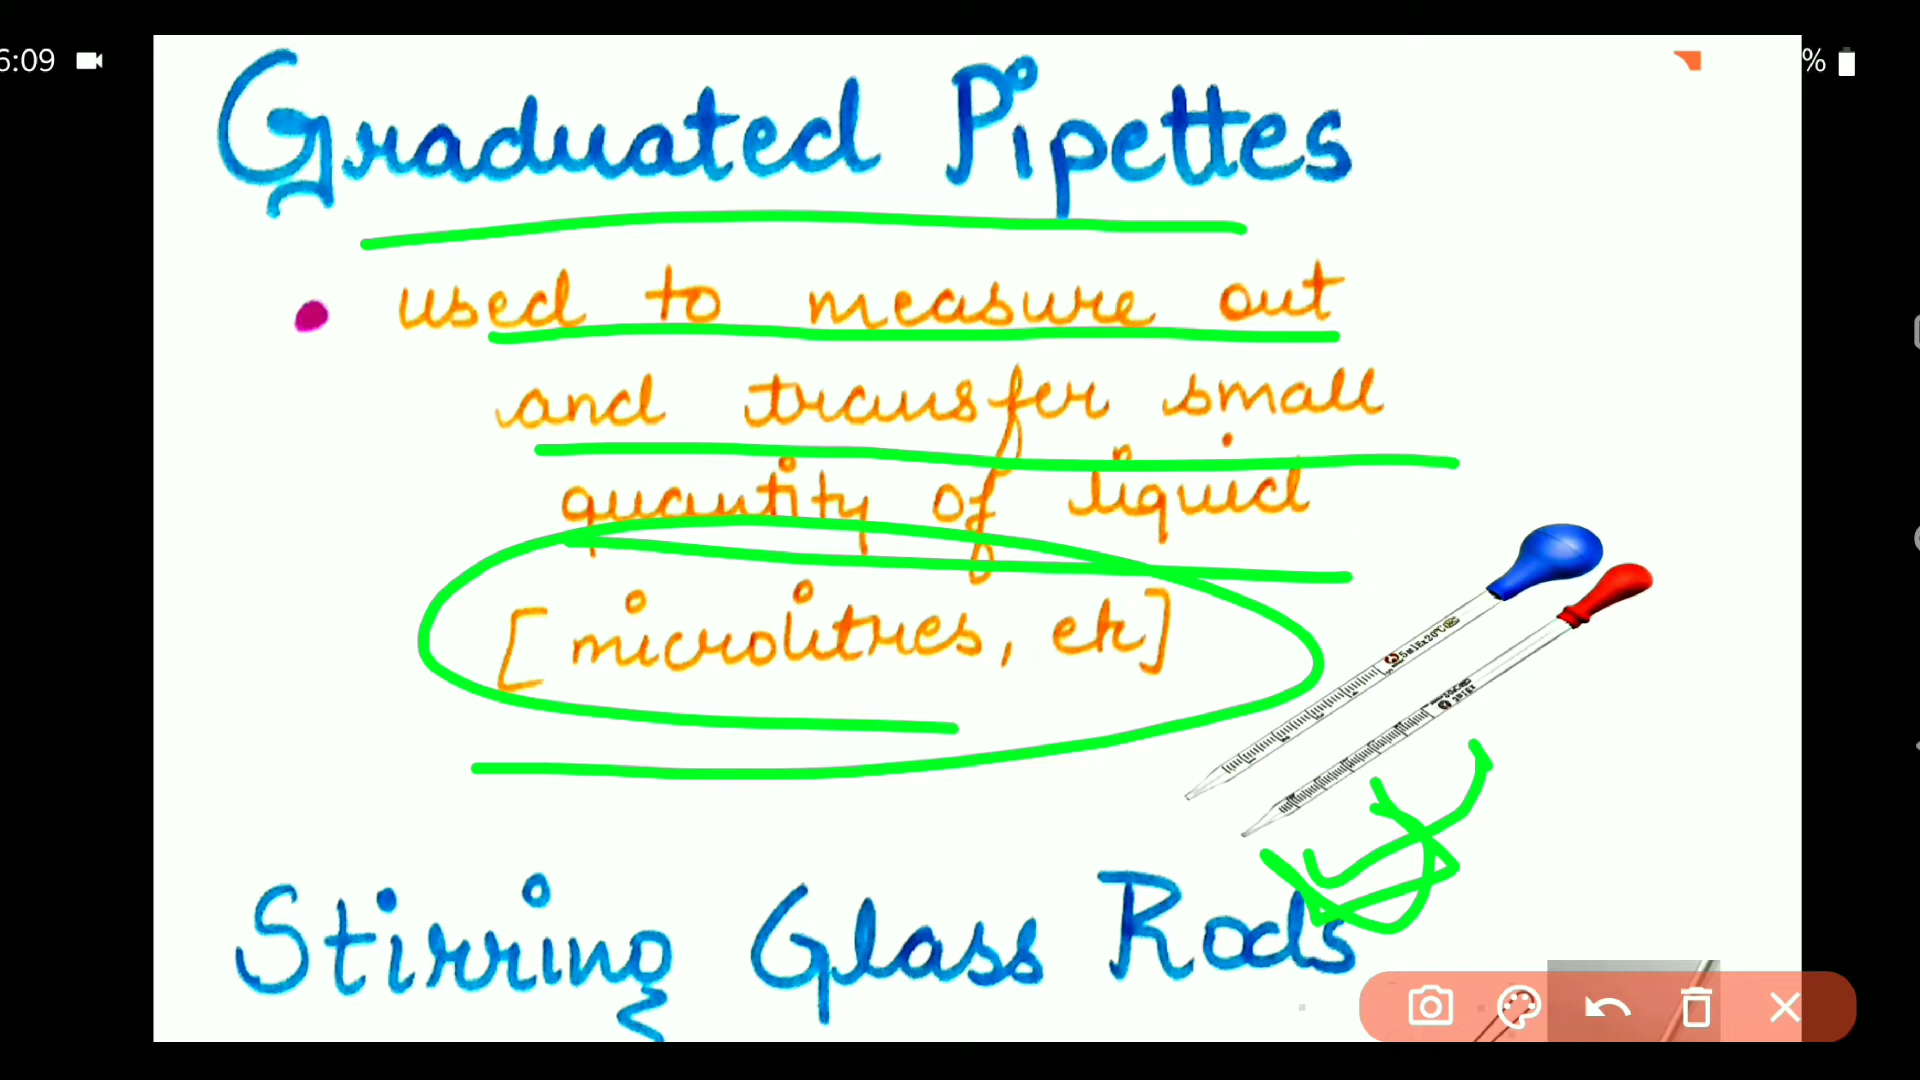 6:09
%
Graduated Pipettes
• used to measure out
and transfer small
quantity of liquid
[microlitres, etc]
Stirring Glass Rods